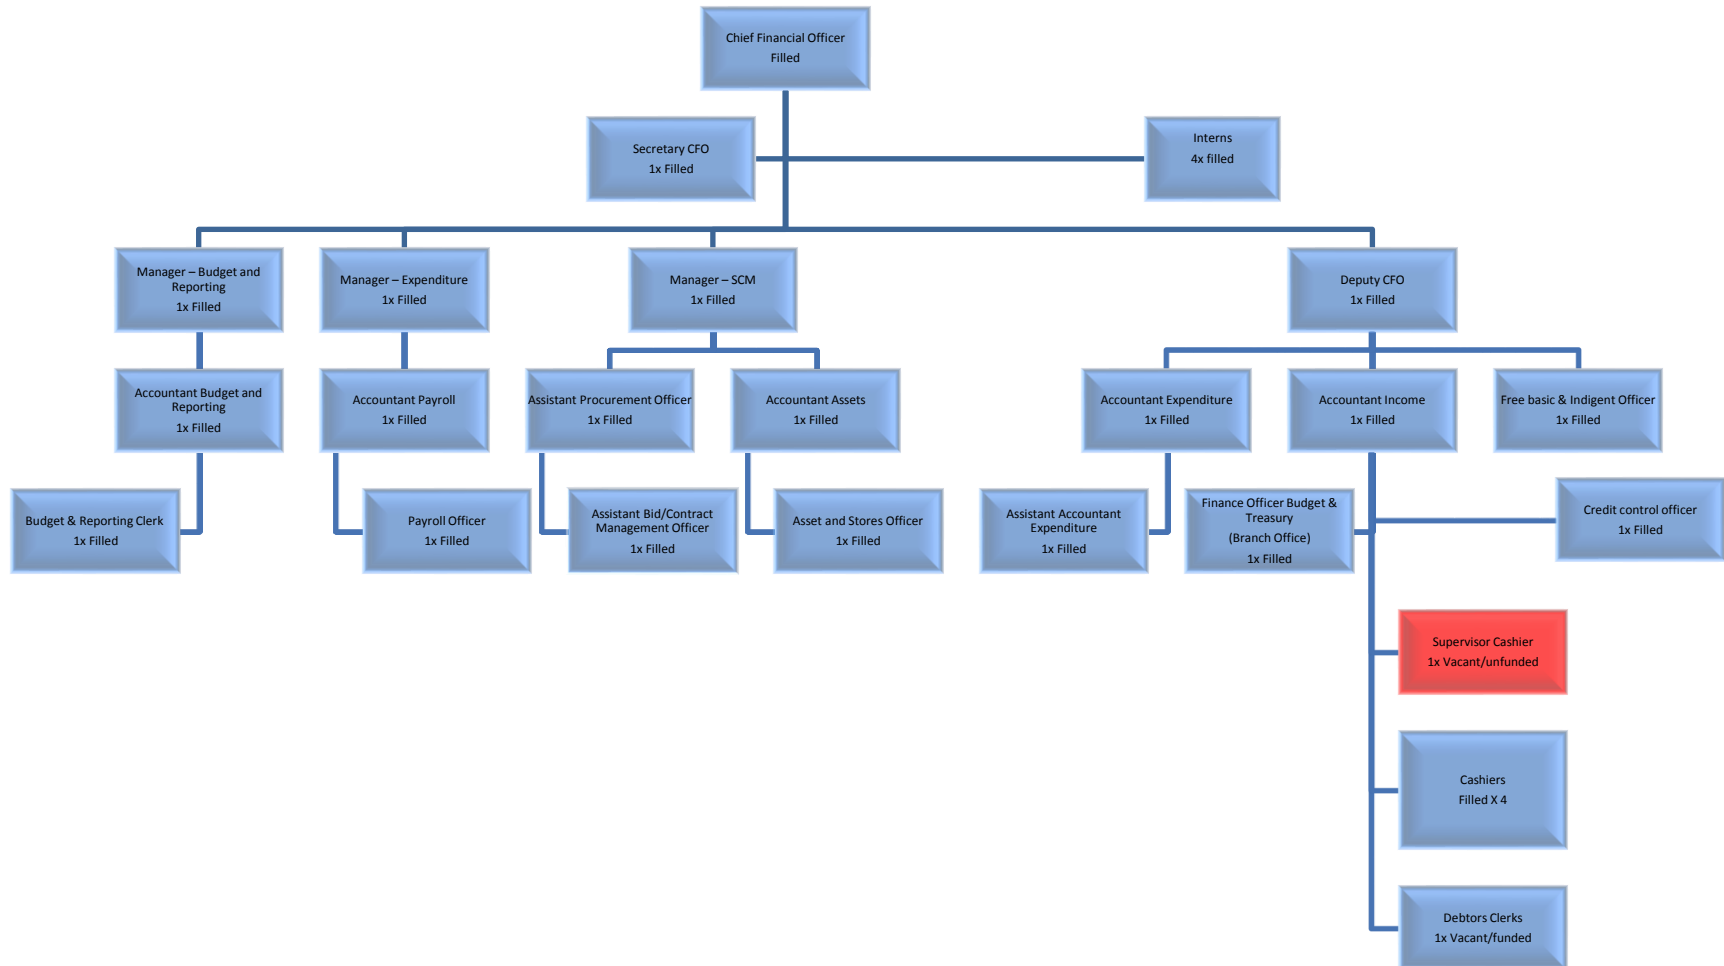 Chief Financial Officer
Filled
Secretary CFO
1x Filled
Interns
4x filled
Manager – Budget and
Reporting
1x Filled
Manager – Expenditure
1x Filled
Manager – SCM
1x Filled
Deputy CFO
1x Filled
Accountant Budget and
Reporting
1x Filled
Accountant Payroll
1x Filled
Assistant Procurement Officer
1x Filled
Accountant Assets
1x Filled
Accountant Expenditure
1x Filled
Accountant Income
1x Filled
Free basic & Indigent Officer
1x Filled
Budget & Reporting Clerk
1x Filled
Payroll Officer
1x Filled
Assistant Bid/Contract
Management Officer
1x Filled
Asset and Stores Officer
1x Filled
Assistant Accountant
Expenditure
1x Filled
Finance Officer Budget &
Treasury
(Branch Office)
1x Filled
Credit control officer
1x Filled
Supervisor Cashier
1x Vacant/unfunded
Cashiers
Filled X 4
Debtors Clerks
1x Vacant/funded